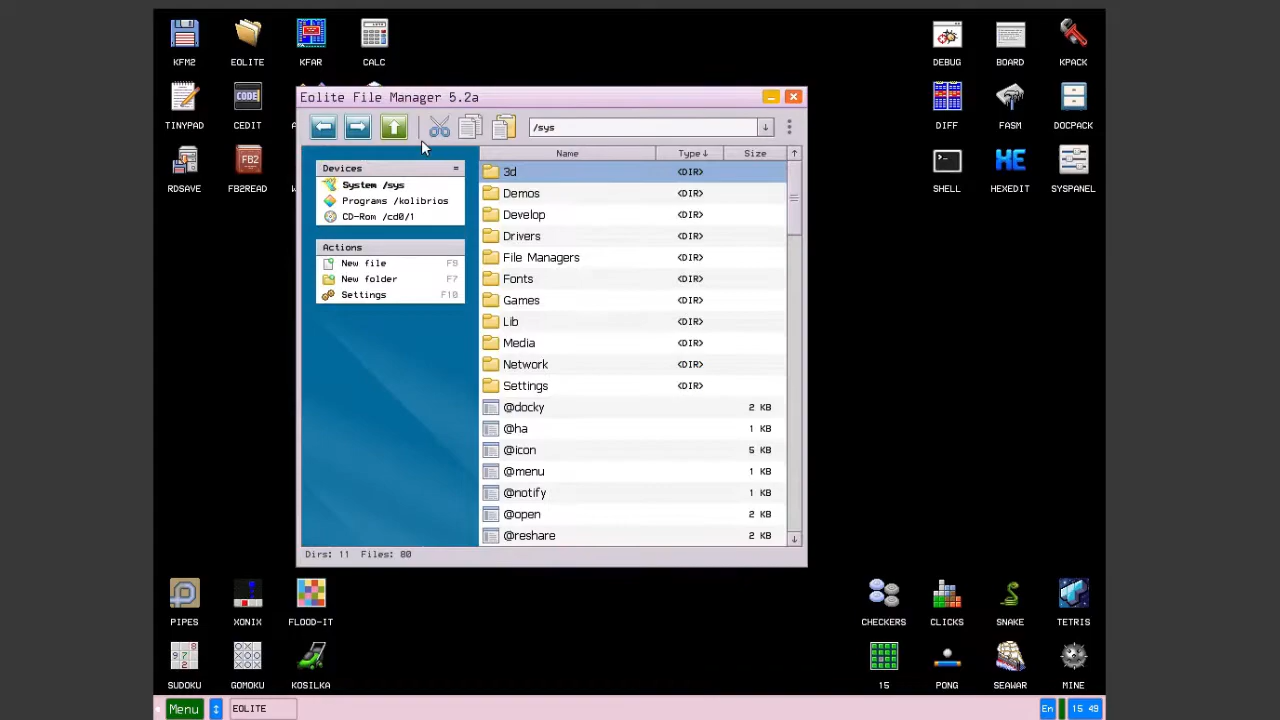 KFM2
EOLITE
KFAR
CALC
DEBUG
BOARD
KPACK
TINYPAD
CEDIT
CODE
DIFF
FASM
DOCPACK
RDSAVE
FB2READ
FB2
SHELL
HEXEDIT
SYSPANEL
Eolite File Manager 5.2a
/sys
Devices
System /sys
Programs /kolibrios
CD-Rom /cd0/1
Actions
New file F9
New folder F7
Settings F10
Name Type Size
3d <DIR>
Demos <DIR>
Develop <DIR>
Drivers <DIR>
File Managers <DIR>
Fonts <DIR>
Games <DIR>
Lib <DIR>
Media <DIR>
Network <DIR>
Settings <DIR>
@docky 2 KB
@ha 1 KB
@icon 5 KB
@menu 1 KB
@notify 1 KB
@open 2 KB
@reshare 2 KB
Dirs: 11 Files: 80
PIPES
XONIX
FLOOD-IT
CHECKERS
CLICKS
SNAKE
TETRIS
SUDOKU
GOMOKU
KOSILKA
15
PONG
SEAWAR
MINE
Menu
EOLITE
En
15 49